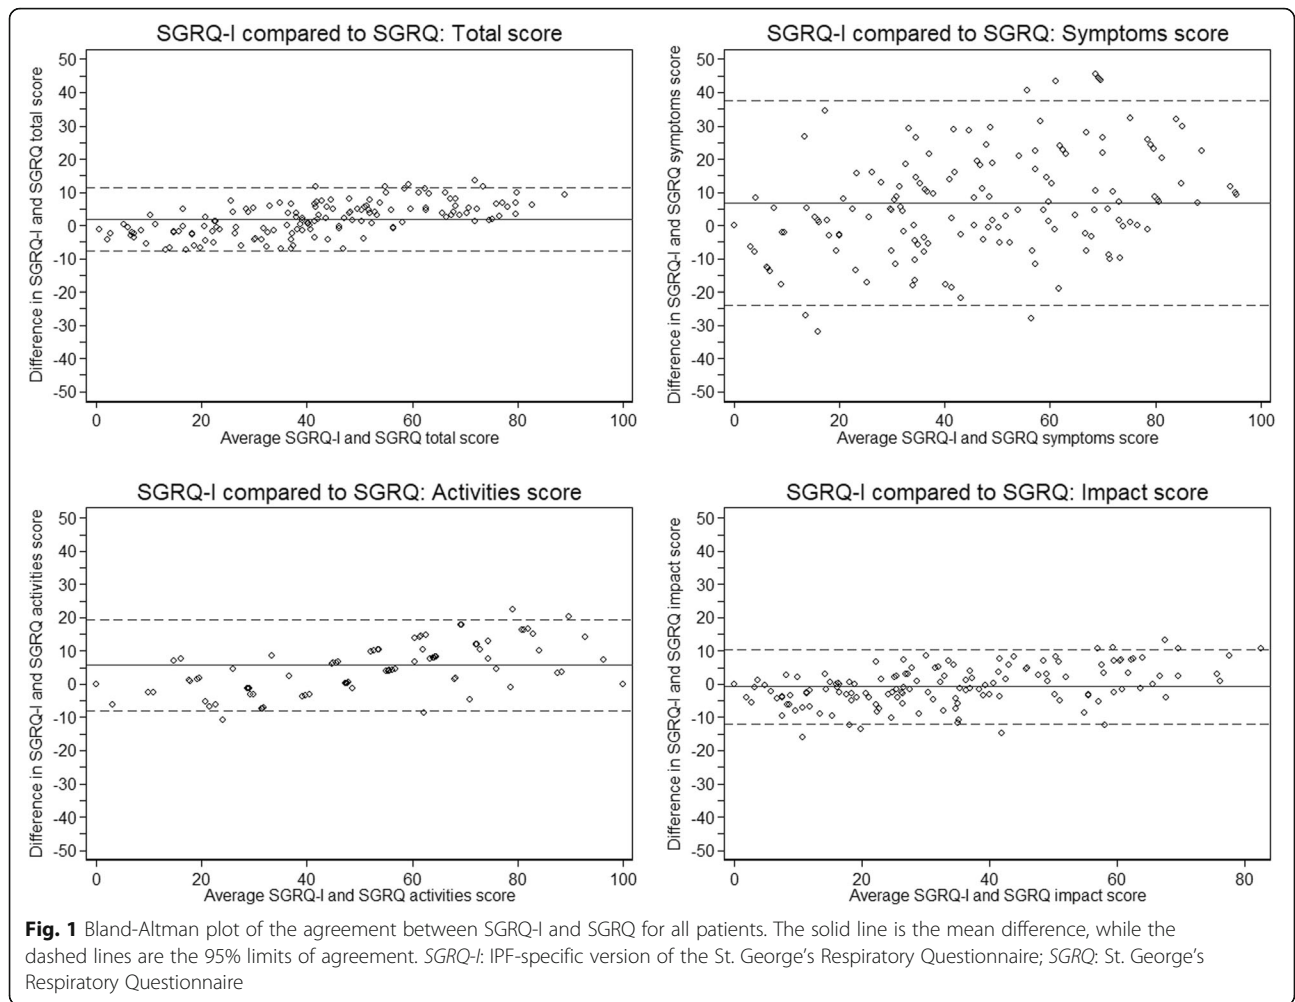 SGRQ-I compared to SGRQ: Total score
Difference in SGRQ-I and SGRQ total score
50
40
30
20
10
0
-10
-20
-30
-40
-50
0 20 40 60 80 100
Average SGRQ-I and SGRQ total score
SGRQ-I compared to SGRQ: Symptoms score
Difference in SGRQ-I and SGRQ symptoms score
50
40
30
20
10
0
-10
-20
-30
-40
-50
0 20 40 60 80 100
Average SGRQ-I and SGRQ symptoms score
SGRQ-I compared to SGRQ: Activities score
Difference in SGRQ-I and SGRQ activities score
50
40
30
20
10
0
-10
-20
-30
-40
-50
0 20 40 60 80 100
Average SGRQ-I and SGRQ activities score
SGRQ-I compared to SGRQ: Impact score
Difference in SGRQ-I and SGRQ impact score
50
40
30
20
10
0
-10
-20
-30
-40
-50
0 20 40 60 80
Average SGRQ-I and SGRQ impact score
Fig. 1 Bland-Altman plot of the agreement between SGRQ-I and SGRQ for all patients. The solid line is the mean difference, while the
dashed lines are the 95% limits of agreement. SGRQ-I: IPF-specific version of the St. George's Respiratory Questionnaire; SGRQ: St. George's
Respiratory Questionnaire